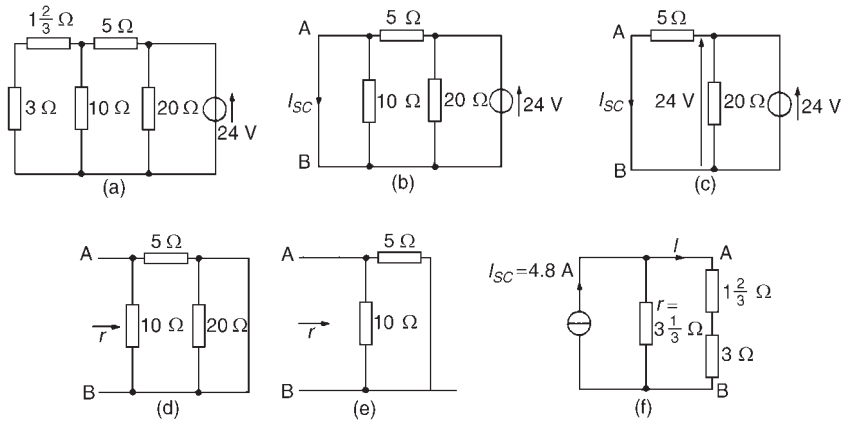 1 2/3 Ω
5 Ω
3 Ω
10 Ω
20 Ω
24 V
(a)
A
5 Ω
I_SC
10 Ω
20 Ω
24 V
B
(b)
A
5 Ω
I_SC
24 V
20 Ω
24 V
B
(c)
A
5 Ω
r
10 Ω
20 Ω
B
(d)
A
5 Ω
r
10 Ω
B
(e)
I_SC=4.8 A
I
A
r =
3 1/3 Ω
1 2/3 Ω
3 Ω
B
(f)